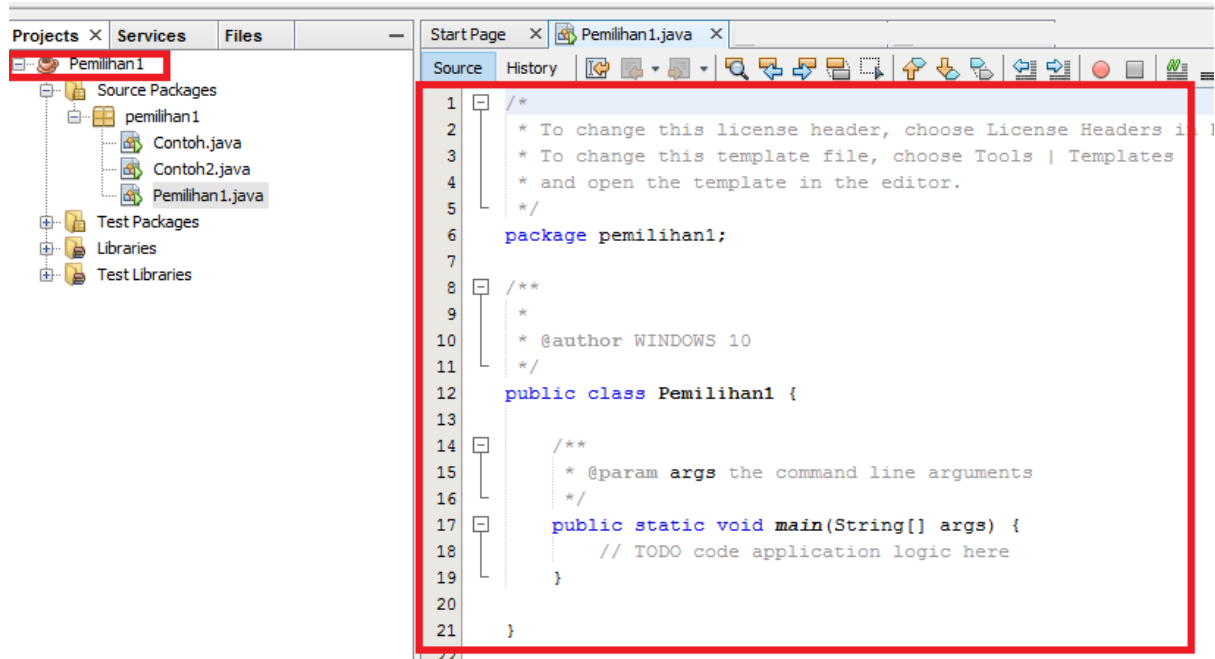 Projects Services Files
Pemilihan1
Source Packages
pemilihan1
Contoh.java
Contoh2.java
Pemilihan1.java
Test Packages
Libraries
Test Libraries
Start Page Pemilihan1.java
Source History
1 /*
2 * To change this license header, choose License Headers in
3 * To change this template file, choose Tools | Templates
4 * and open the template in the editor.
5 */
6 package pemilihan1;
7
8 /**
9 *
10 * @author WINDOWS 10
11 */
12 public class Pemilihan1 {
13
14 /**
15 * @param args the command line arguments
16 */
17 public static void main(String[] args) {
18 // TODO code application logic here
19 }
20
21 }
22